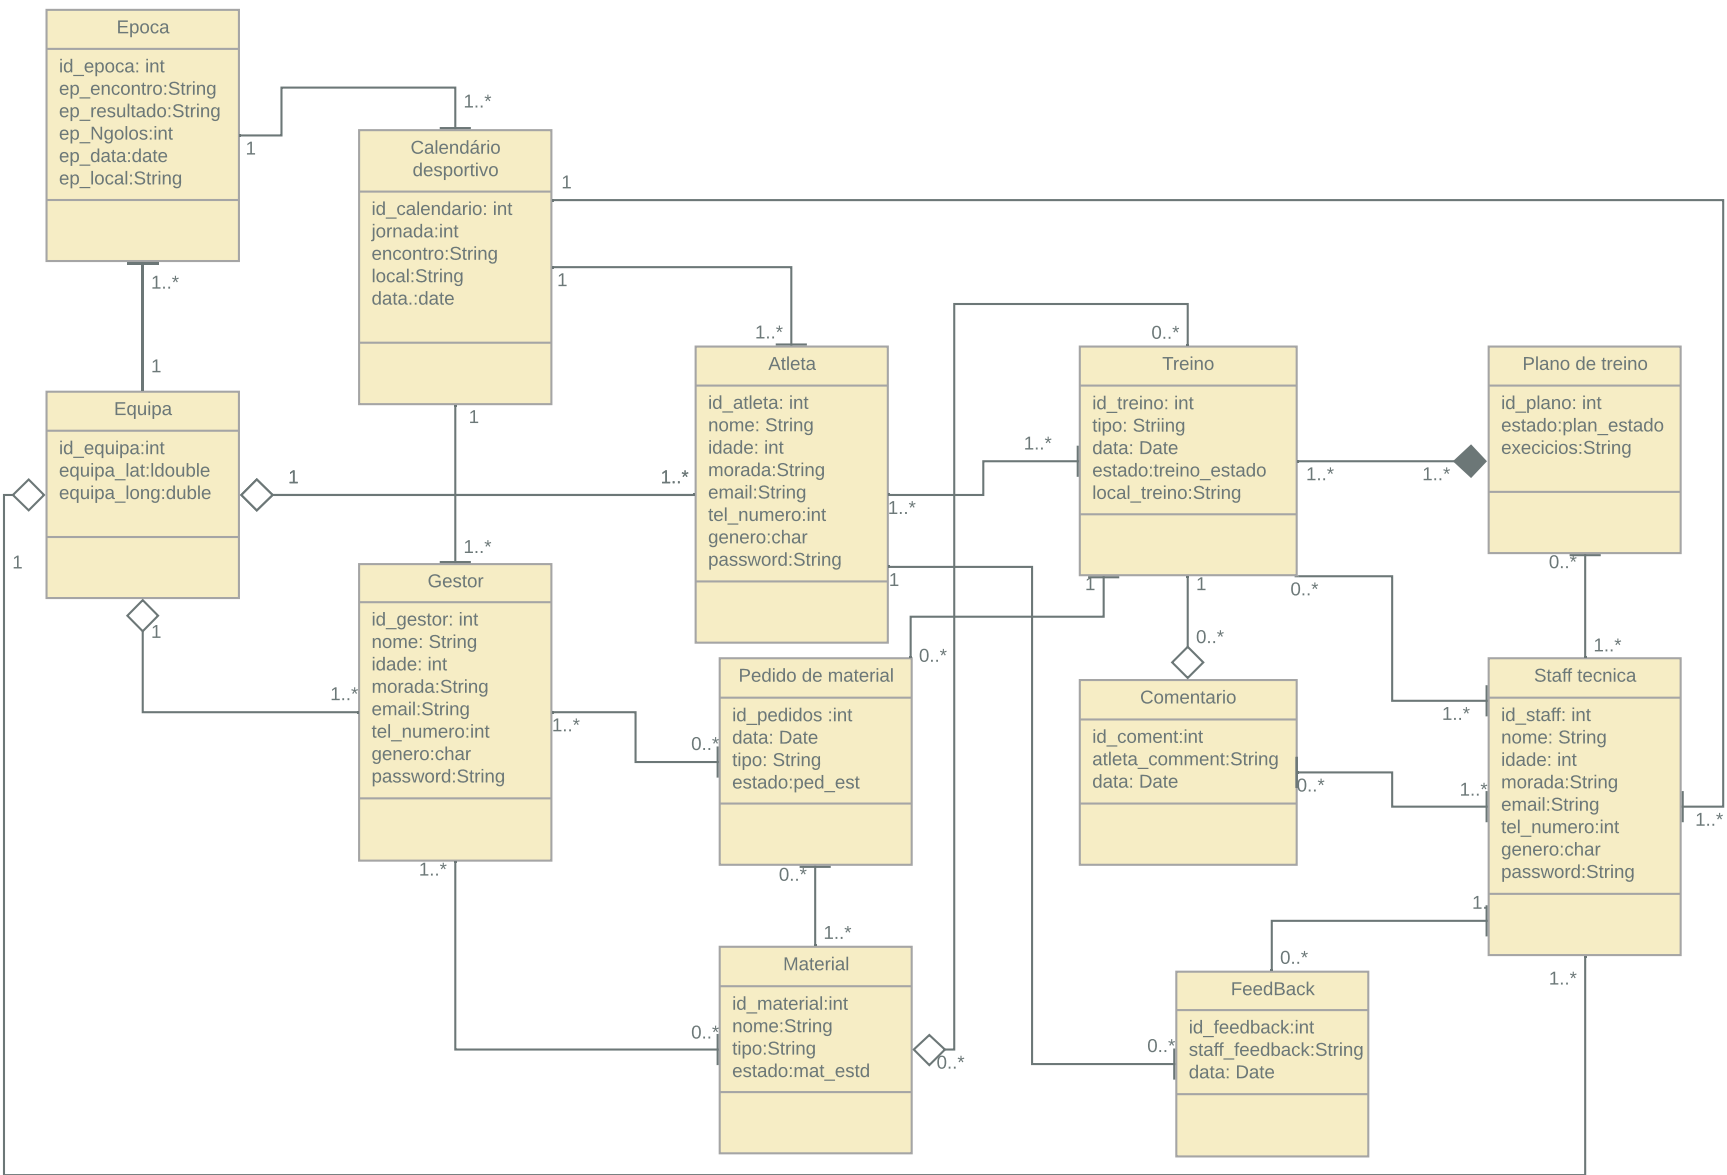 Epoca
id_epoca: int
ep_encontro:String
ep_resultado:String
ep_Ngolos:int
ep_data:date
ep_local:String
1
1..*
1..*
1
Calendário
desportivo
id_calendario: int
jornada:int
encontro:String
local:String
data.:date
1
1
1..*
1
1..*
Equipa
id_equipa:int
equipa_lat:ldouble
equipa_long:duble
1
1..*
1
1
1..*
Atleta
id_atleta: int
nome: String
idade: int
morada:String
email:String
tel_numero:int
genero:char
password:String
1..*
1..*
1
0..*
Treino
id_treino: int
tipo: Striing
data: Date
estado:treino_estado
local_treino:String
1..*
1..*
1
1
0..*
0..*
0..*
Plano de treino
id_plano: int
estado:plan_estado
execicios:String
0..*
1..*
Gestor
id_gestor: int
nome: String
idade: int
morada:String
email:String
tel_numero:int
genero:char
password:String
1..*
0..*
1..*
Pedido de material
id_pedidos :int
data: Date
tipo: String
estado:ped_est
0..*
1..*
Comentario
id_coment:int
atleta_comment:String
data: Date
0..*
1..*
1..*
Staff tecnica
id_staff: int
nome: String
idade: int
morada:String
email:String
tel_numero:int
genero:char
password:String
1..*
1.
0..*
1..*
Material
id_material:int
nome:String
tipo:String
estado:mat_estd
0..*
0..*
FeedBack
id_feedback:int
staff_feedback:String
data: Date
0..*